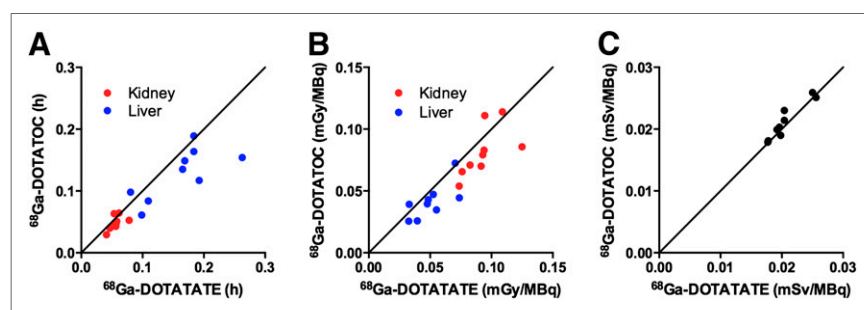 A
⁶⁸Ga-DOTATOC (h)
0.3
0.2
0.1
0.0
Kidney
Liver
0.0 0.1 0.2 0.3
⁶⁸Ga-DOTATATE (h)
B
⁶⁸Ga-DOTATOC (mGy/MBq)
0.15
0.10
0.05
0.00
Kidney
Liver
0.00 0.05 0.10 0.15
⁶⁸Ga-DOTATATE (mGy/MBq)
C
⁶⁸Ga-DOTATOC (mSv/MBq)
0.03
0.02
0.01
0.00
0.00 0.01 0.02 0.03
⁶⁸Ga-DOTATATE (mSv/MBq)